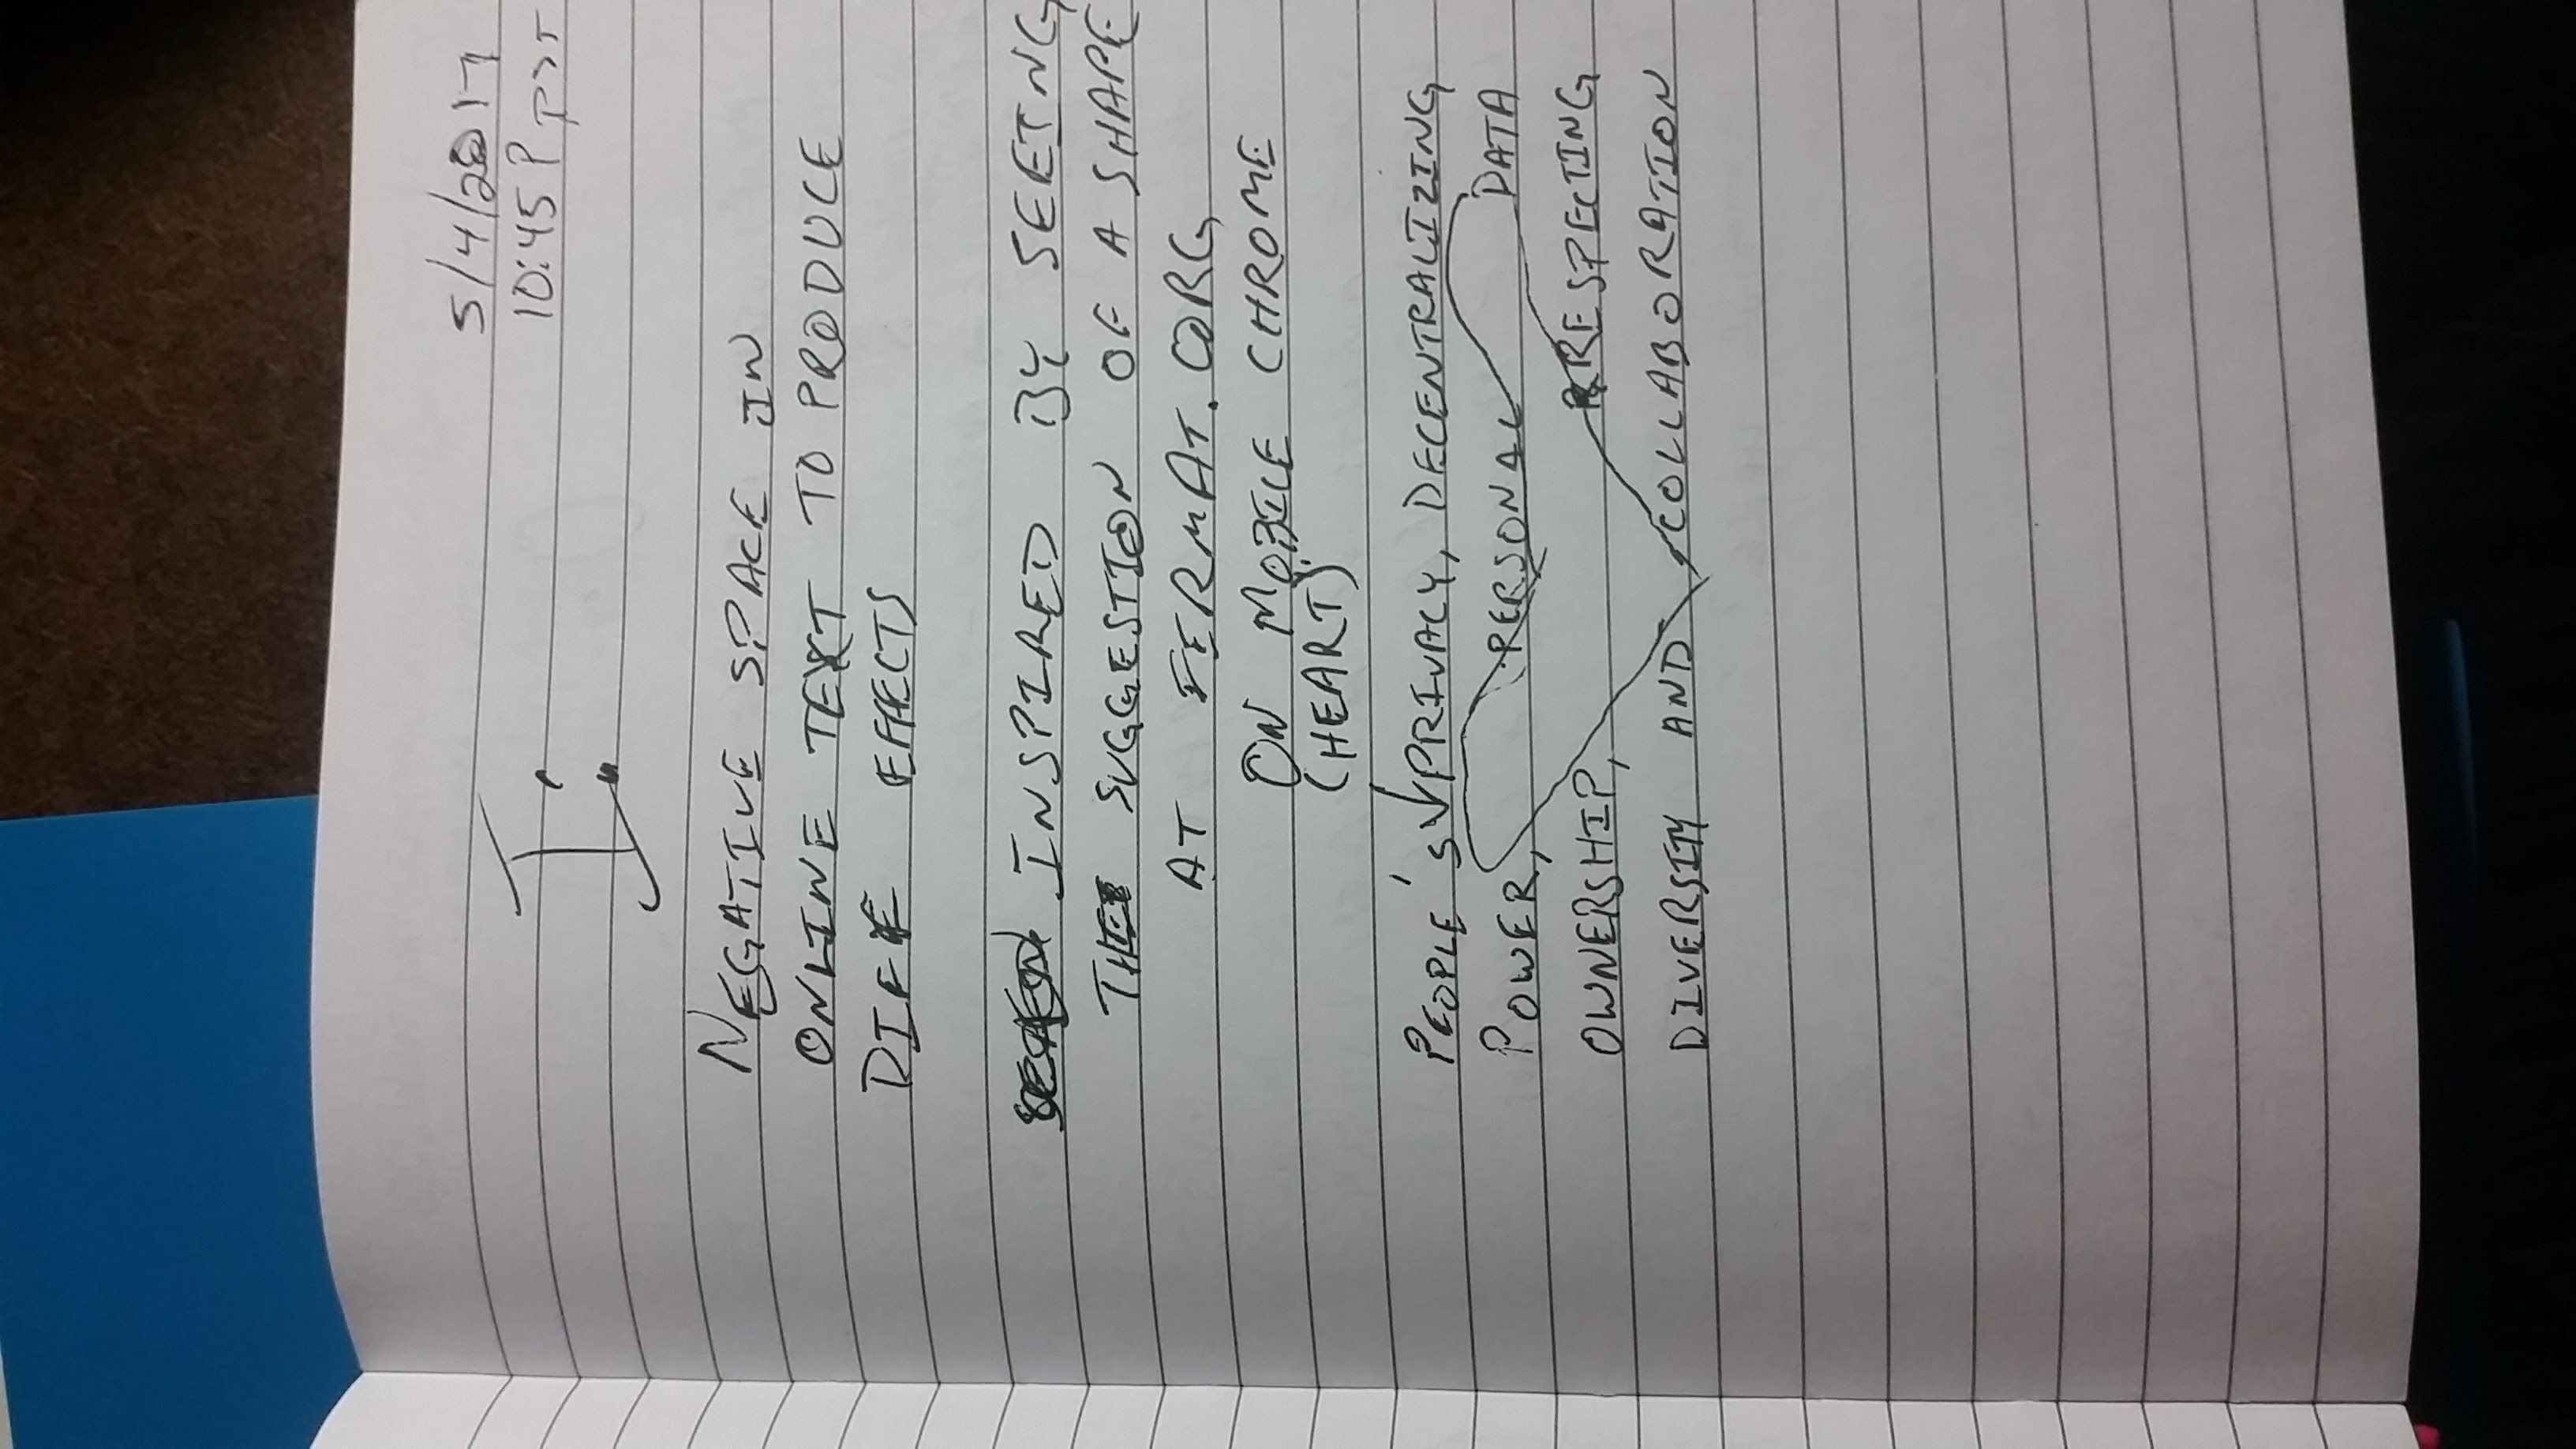 5/4/2017
10:45 P PDT
I:
NEGATIVE SPACE IN
ONLINE TEXT TO PRODUCE
DIFF EFFECTS
INSPIRED BY SEEING
THE SUGGESTION OF A SHAPE
AT FERMAT.ORG
ON MOBILE CHROME
(HEART)
PEOPLE'S PRIVACY, DECENTRALIZING
POWER, PERSONAL DATA
OWNERSHIP, RESPECTING
DIVERSITY AND COLLABORATION